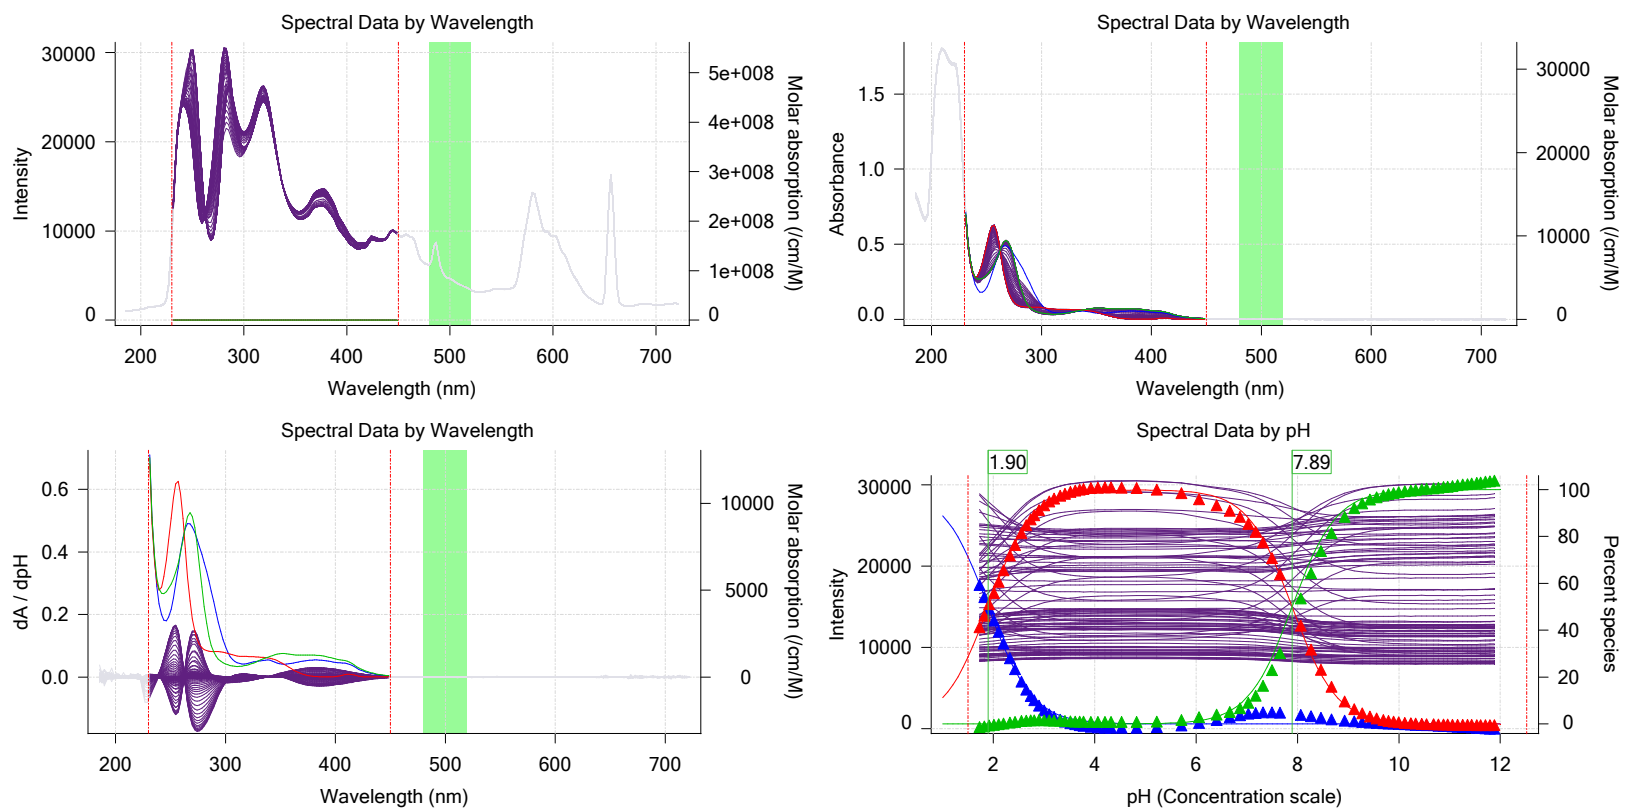 Spectral Data by Wavelength
30000
20000
10000
0
Intensity
5e+008
4e+008
3e+008
2e+008
1e+008
0
Molar absorption (/cm/M)
200 300 400 500 600 700
Wavelength (nm)
Spectral Data by Wavelength
1.5
1.0
0.5
0.0
Absorbance
30000
20000
10000
0
Molar absorption (/cm/M)
200 300 400 500 600 700
Wavelength (nm)
Spectral Data by Wavelength
0.6
0.4
0.2
0.0
dA / dpH
10000
5000
0
Molar absorption (/cm/M)
200 300 400 500 600 700
Wavelength (nm)
Spectral Data by pH
1.90 7.89
30000
20000
10000
0
Intensity
100
80
60
40
20
0
Percent species
2 4 6 8 10 12
pH (Concentration scale)